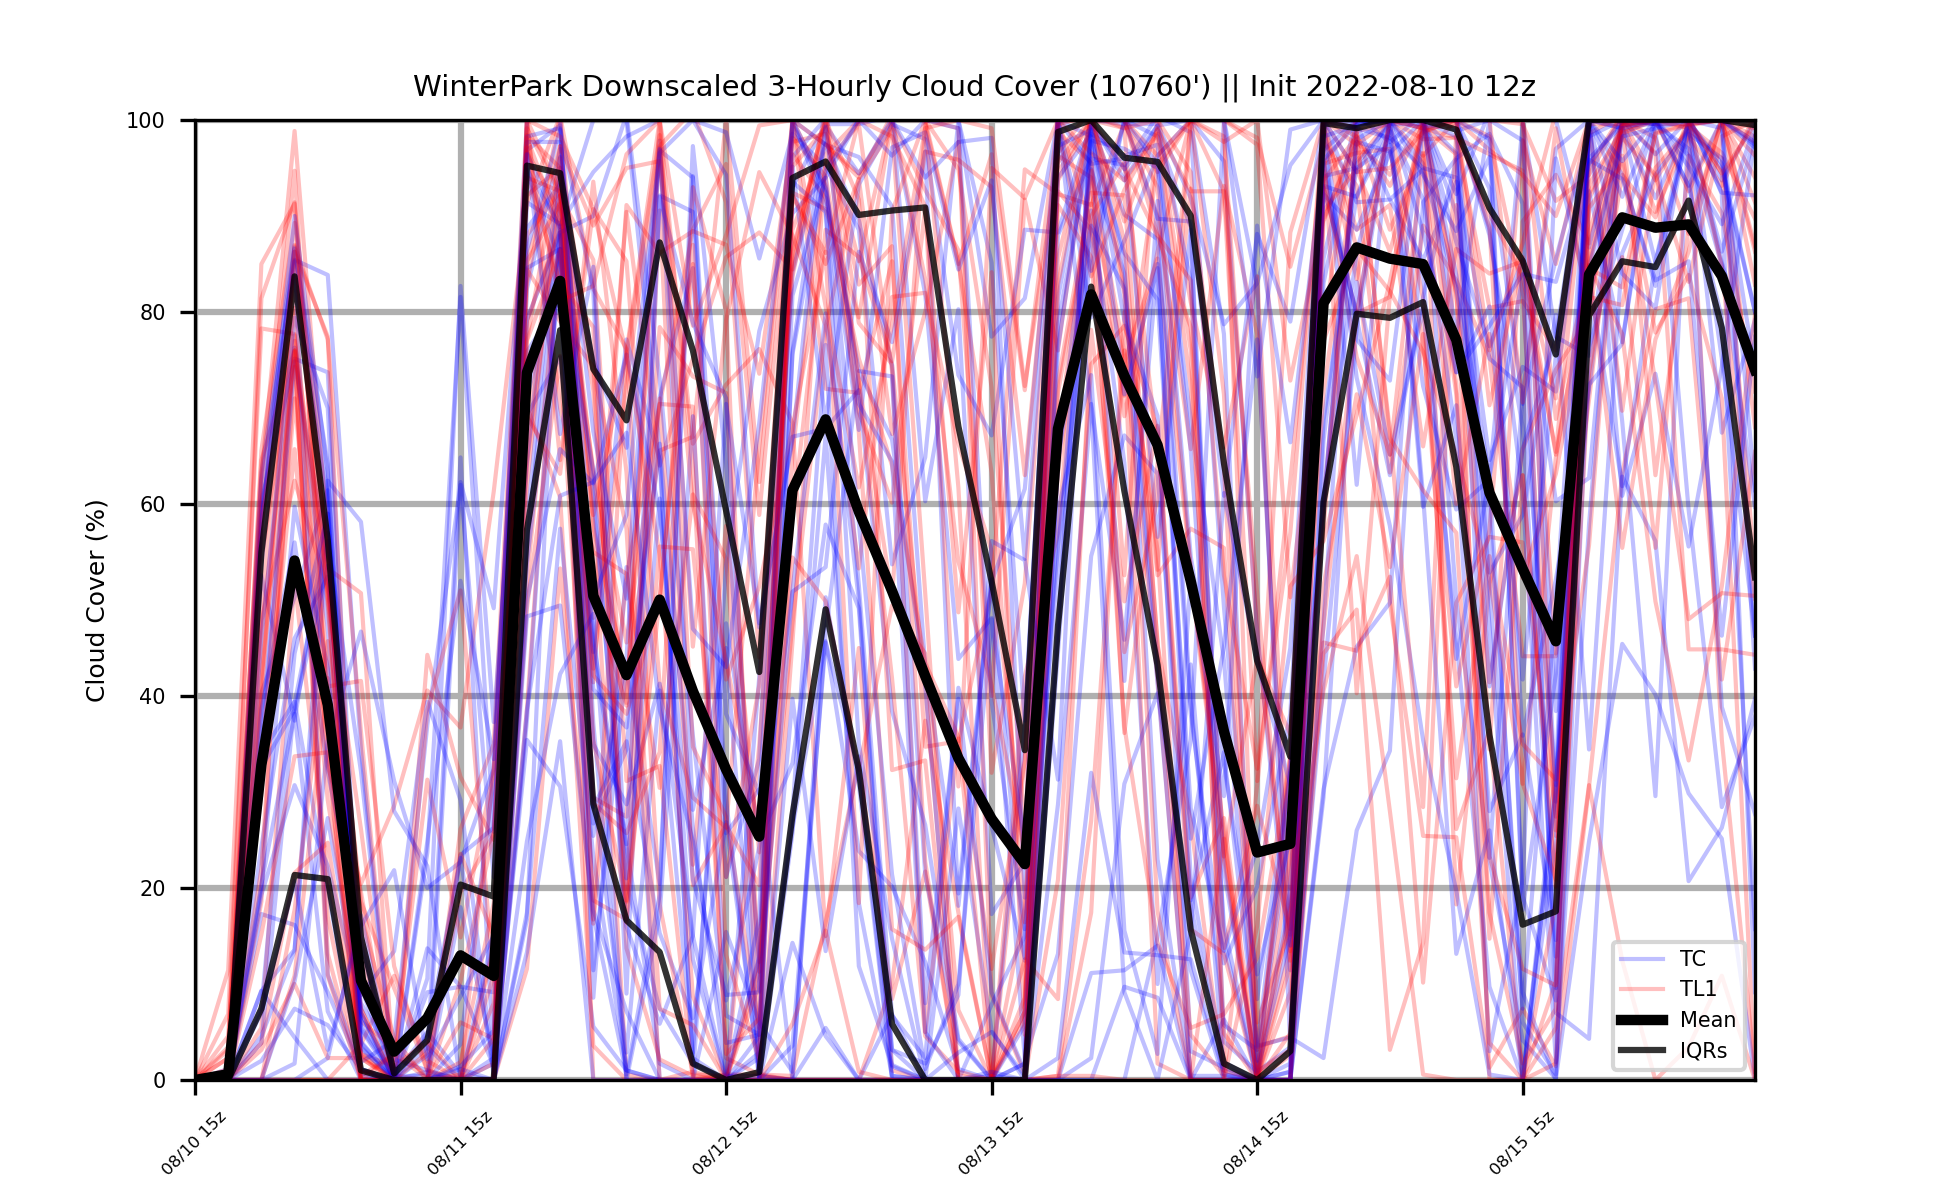 WinterPark Downscaled 3-Hourly Cloud Cover (10760') || Init 2022-08-10 12z
Cloud Cover (%)
100
80
60
40
20
0
08/10 15z
08/11 15z
08/12 15z
08/13 15z
08/14 15z
08/15 15z
TC
TL1
Mean
IQRs